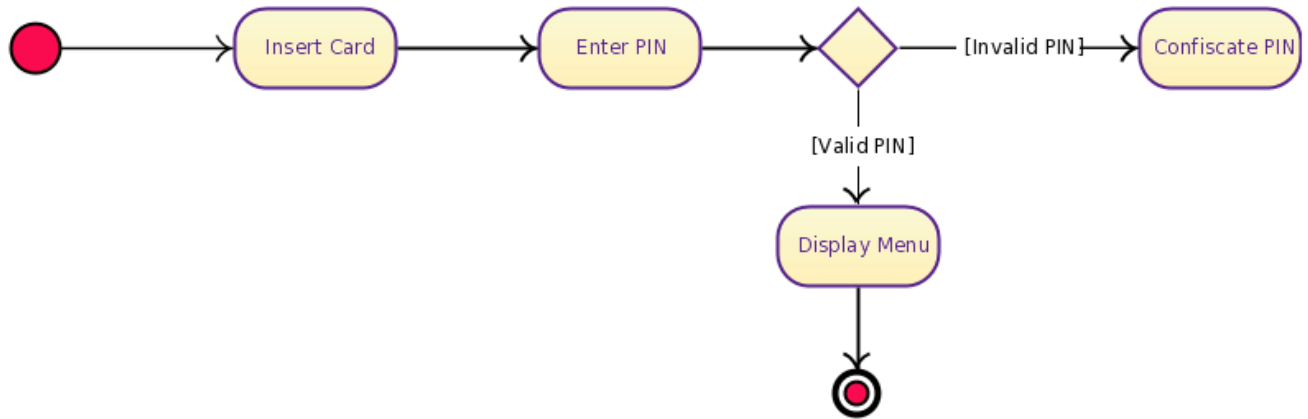 Insert Card
Enter PIN
[Invalid PIN]
Confiscate PIN
[Valid PIN]
Display Menu